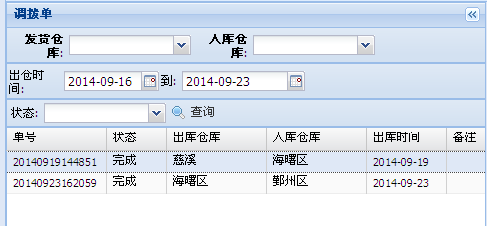 调拨单
发货仓库: 入库仓库:
出仓时间: 2014-09-16 到: 2014-09-23
状态: 查询
单号 状态 出库仓库 入库仓库 出库时间 备注
20140919144851 完成 慈溪 海曙区 2014-09-19
20140923162059 完成 海曙区 鄞州区 2014-09-23